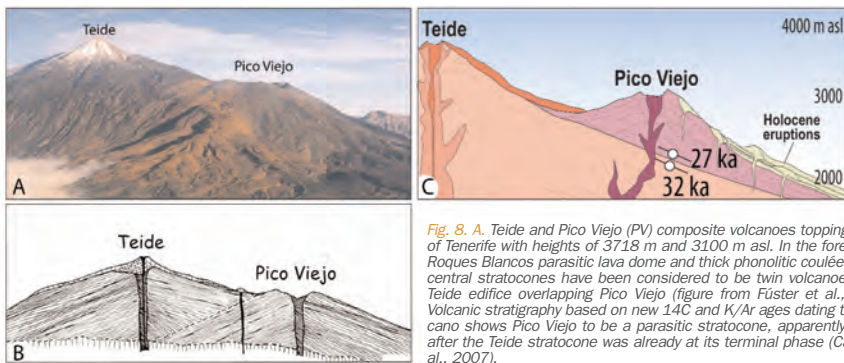 Teide
Pico Viejo
A
Teide
Pico Viejo
B
4000 m asl
Teide
Pico Viejo
3000
Holocene
eruptions
27 ka
2000
32 ka
C
Fig. 8. A. Teide and Pico Viejo (PV) composite volcanoes topping
of Tenerife with heights of 3718 m and 3100 m asl. In the fore
Roques Blancos parasitic lava dome and thick phonolitic coulée
central stratocones have been considered to be twin volcanoe
Teide edifice overlapping Pico Viejo (figure from Fúster et al.,
Volcanic stratigraphy based on new 14C and K/Ar ages dating t
cano shows Pico Viejo to be a parasitic stratocone, apparently
after the Teide stratocone was already at its terminal phase (Ca
al., 2007).